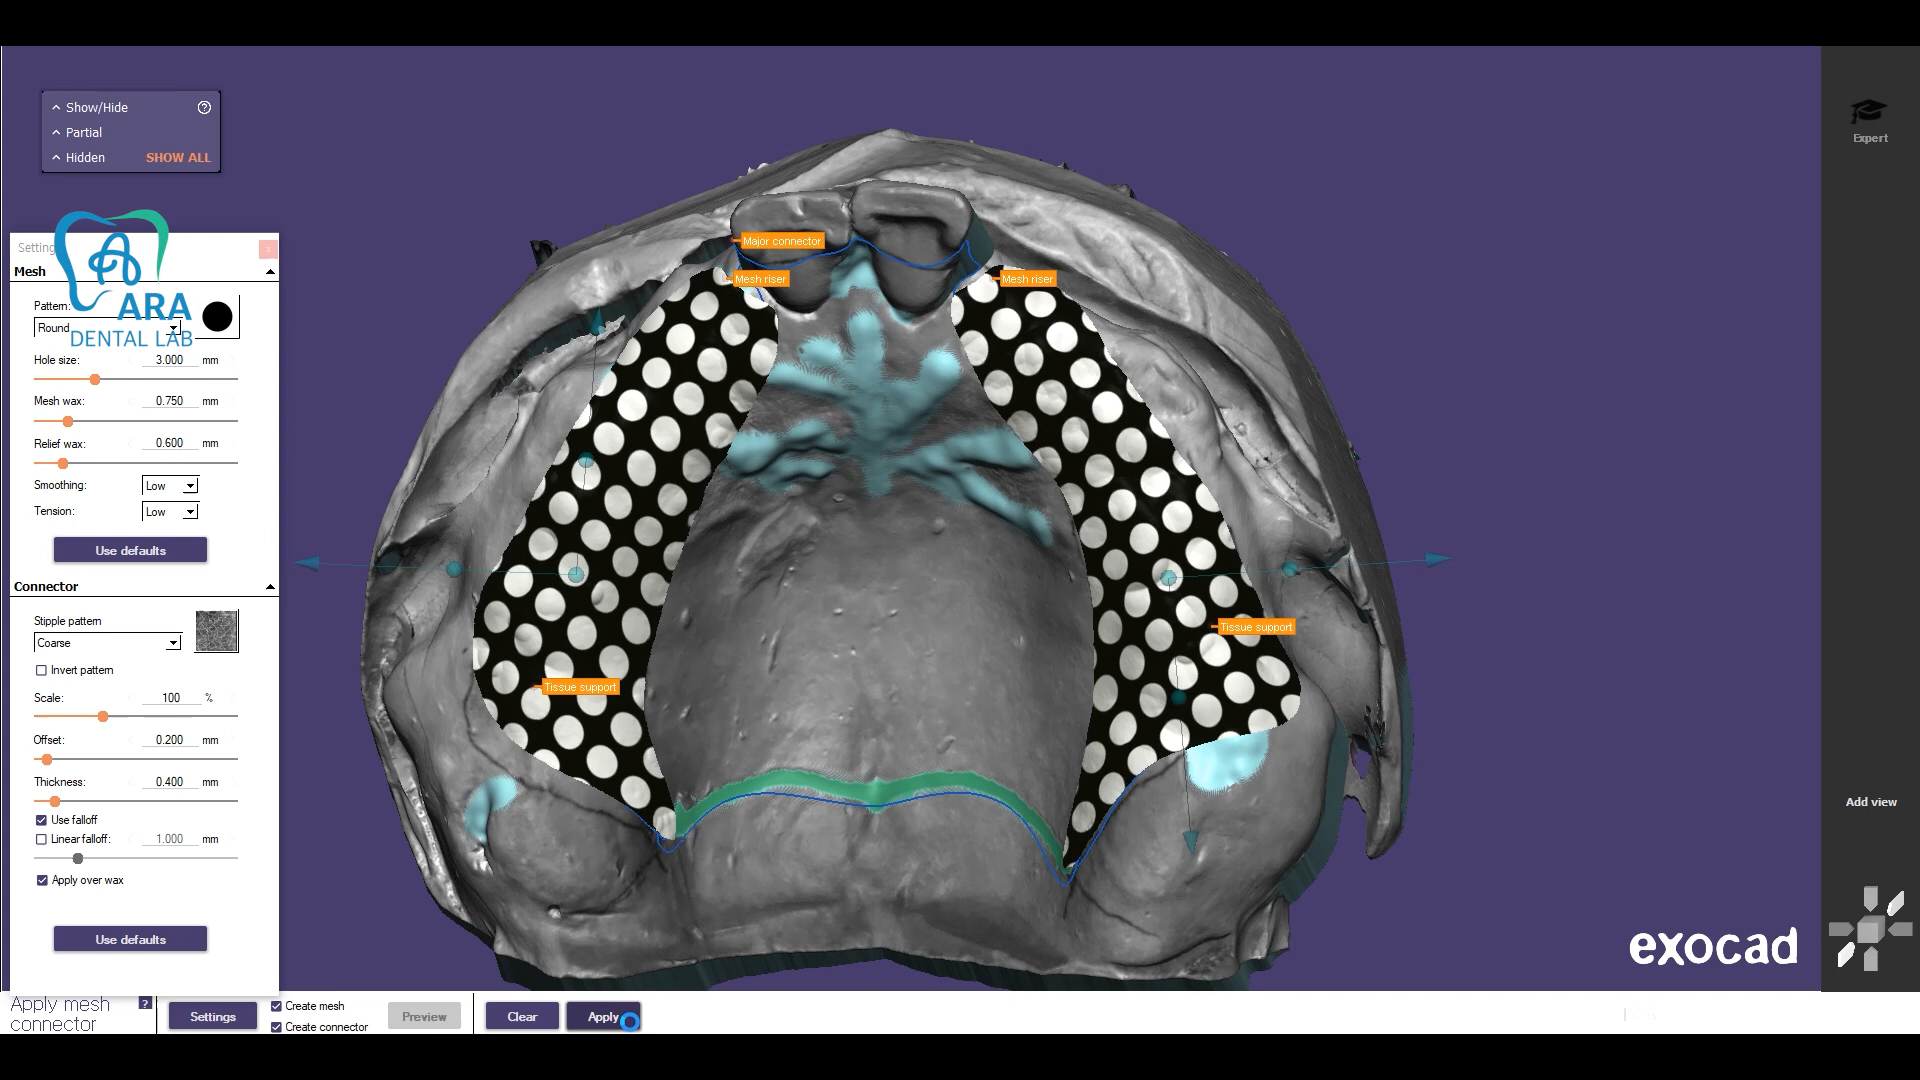 Show/Hide
Partial
Hidden SHOW ALL
Expert
Setting
Mesh
ARA
DENTAL LAB
Pattern:
Round
Hole size: 3.000 mm
Mesh wax: 0.750 mm
Relief wax: 0.600 mm
Smoothing: Low
Tension: Low
Use defaults
Connector
Stipple pattern
Coarse
Invert pattern
Scale: 100 %
Offset: 0.200 mm
Thickness: 0.400 mm
Use falloff
Linear falloff: 1.000 mm
Apply over wax
Use defaults
Major connector
Mesh riser
Mesh riser
Tissue support
Tissue support
Add view
exocad
Apply mesh
connector
?
Settings
Create mesh
Create connector
Preview
Clear
Apply